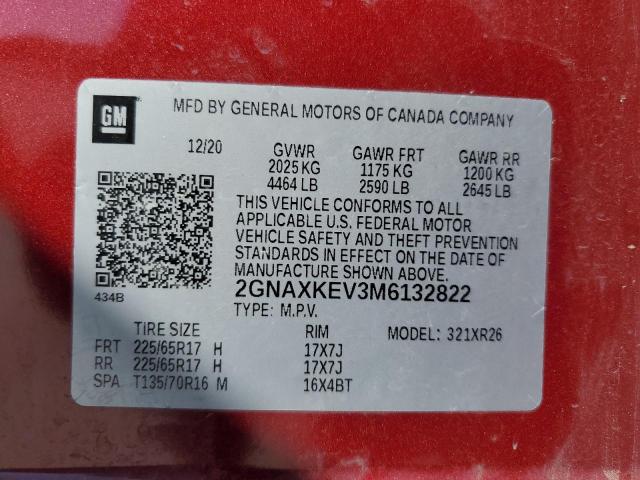 GM
MFD BY GENERAL MOTORS OF CANADA COMPANY
12/20 GVWR GAWR FRT GAWR RR
2025 KG 1175 KG 1200 KG
4464 LB 2590 LB 2645 LB
THIS VEHICLE CONFORMS TO ALL
APPLICABLE U.S. FEDERAL MOTOR
VEHICLE SAFETY AND THEFT PREVENTION
STANDARDS IN EFFECT ON THE DATE OF
MANUFACTURE SHOWN ABOVE.
434B 2GNAXKEV3M6132822
TYPE: M.P.V.
TIRE SIZE RIM MODEL: 321XR26
FRT 225/65R17 H 17X7J
RR 225/65R17 H 17X7J
SPA T135/70R16 M 16X4BT